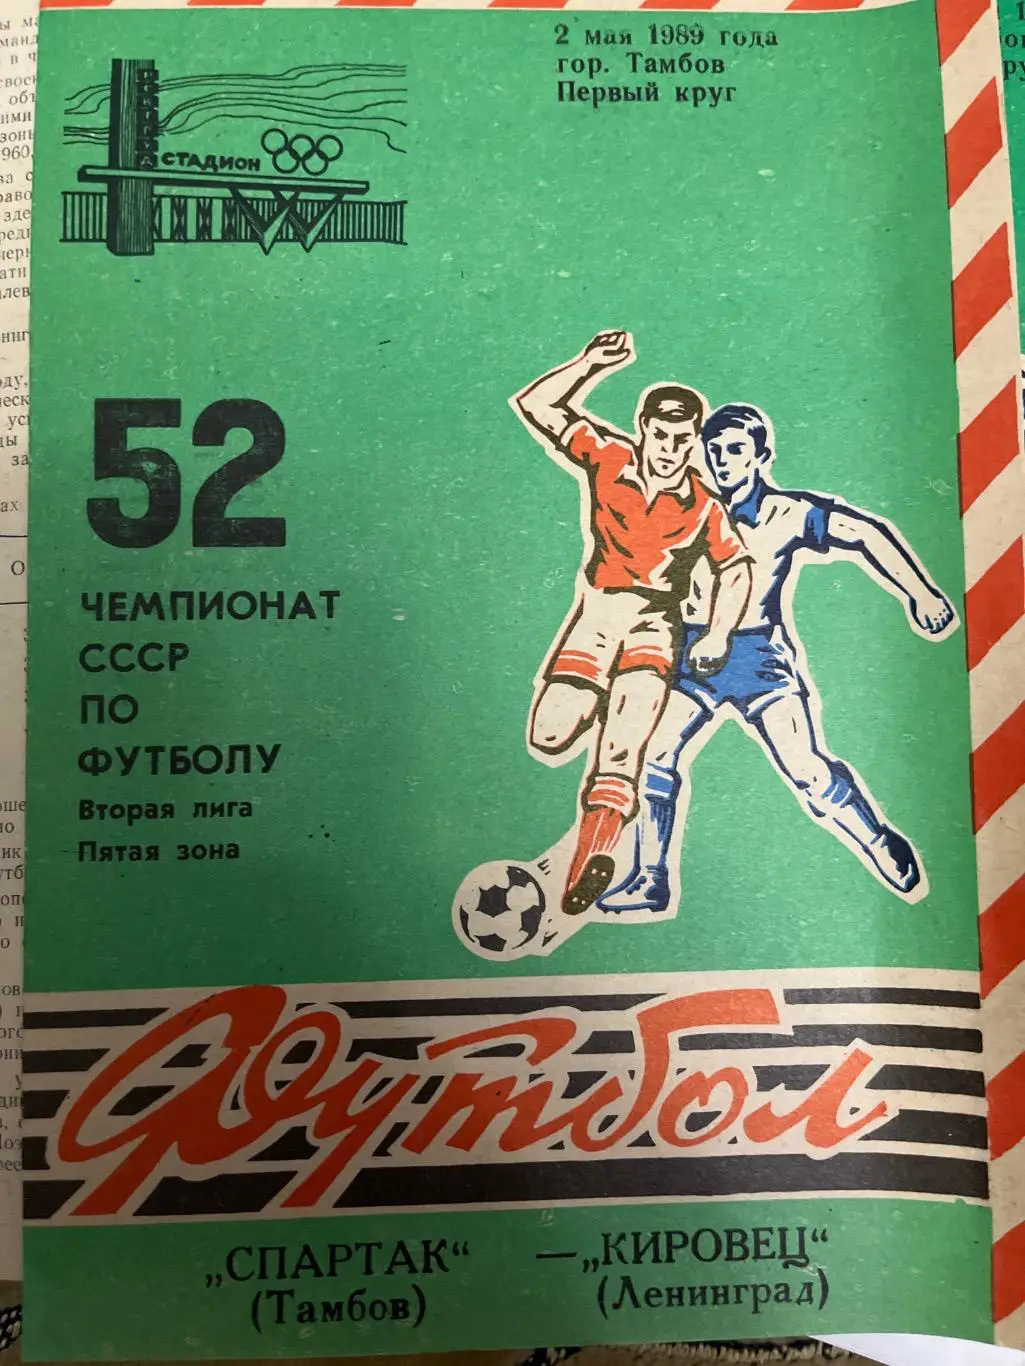 2 мая 1989 года
гор. Тамбов
Первый круг
СТАДИОН
52
ЧЕМПИОНАТ
СССР
ПО
ФУТБОЛУ
Вторая лига
Пятая зона
Футбол
„СПАРТАК“ — „КИРОВЕЦ“
(Тамбов) (Ленинград)